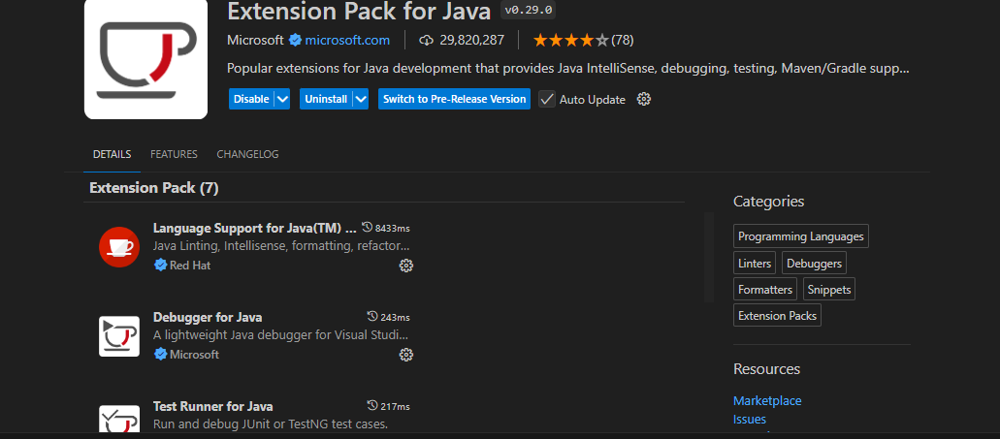 Extension Pack for Java v0.29.0
Microsoft microsoft.com 29,820,287 (78)
Popular extensions for Java development that provides Java IntelliSense, debugging, testing, Maven/Gradle supp...
Disable Uninstall Switch to Pre-Release Version Auto Update
DETAILS FEATURES CHANGELOG
Extension Pack (7)
Language Support for Java(TM) ... 8433ms
Java Linting, Intellisense, formatting, refactor...
Red Hat
Debugger for Java 243ms
A lightweight Java debugger for Visual Studi...
Microsoft
Test Runner for Java 217ms
Run and debug JUnit or TestNG test cases.
Categories
Programming Languages
Linters Debuggers
Formatters Snippets
Extension Packs
Resources
Marketplace
Issues